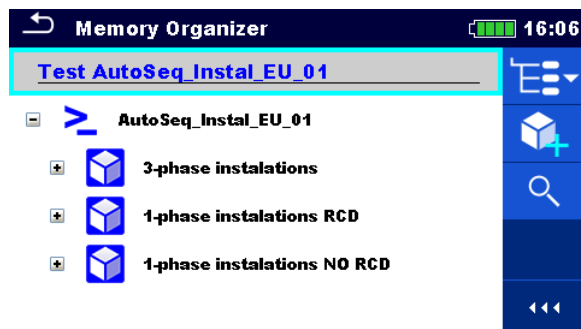 Memory Organizer 16:06
Test AutoSeq_Instal_EU_01
AutoSeq_Instal_EU_01
3-phase instalations
1-phase instalations RCD
1-phase instalations NO RCD